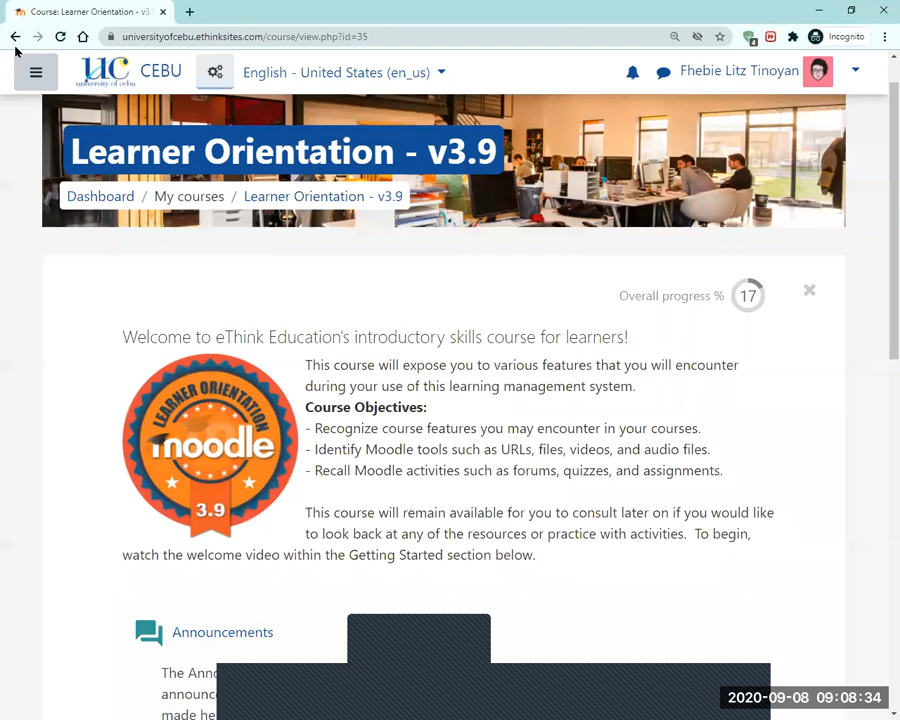 Course: Learner Orientation - v3.
universityofcebu.ethinksites.com/course/view.php?id=35
4
Incognito
uc
university of cebu
CEBU
English - United States (en_us)
Fhebie Litz Tinoyan
Learner Orientation - v3.9
Dashboard / My courses / Learner Orientation - v3.9
Overall progress % 17
Welcome to eThink Education's introductory skills course for learners!
This course will expose you to various features that you will encounter
during your use of this learning management system.
Course Objectives:
- Recognize course features you may encounter in your courses.
- Identify Moodle tools such as URLs, files, videos, and audio files.
- Recall Moodle activities such as forums, quizzes, and assignments.
LEARNER ORIENTATION
moodle
3.9
This course will remain available for you to consult later on if you would like
to look back at any of the resources or practice with activities. To begin,
watch the welcome video within the Getting Started section below.
Announcements
The
made
2020-09-08 09:08:34